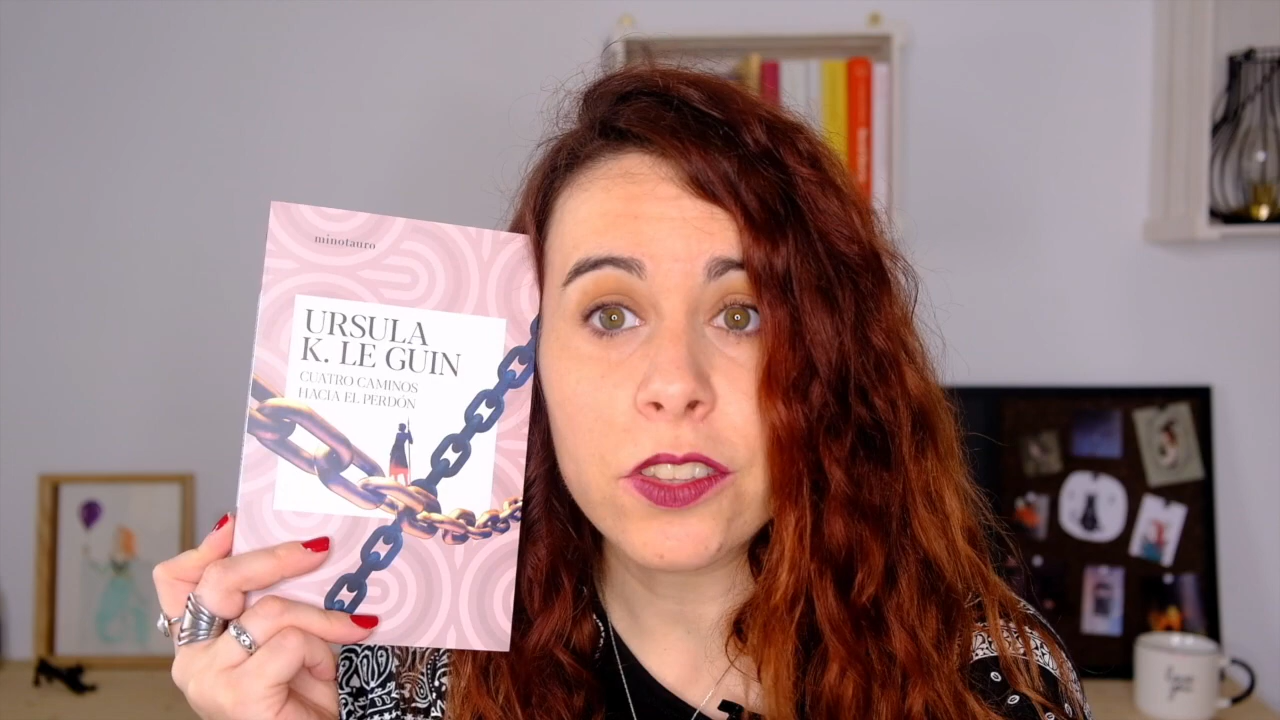 minotauro
URSULA
K. LE GUIN
CUATRO CAMINOS
HACIA EL PERDÓN